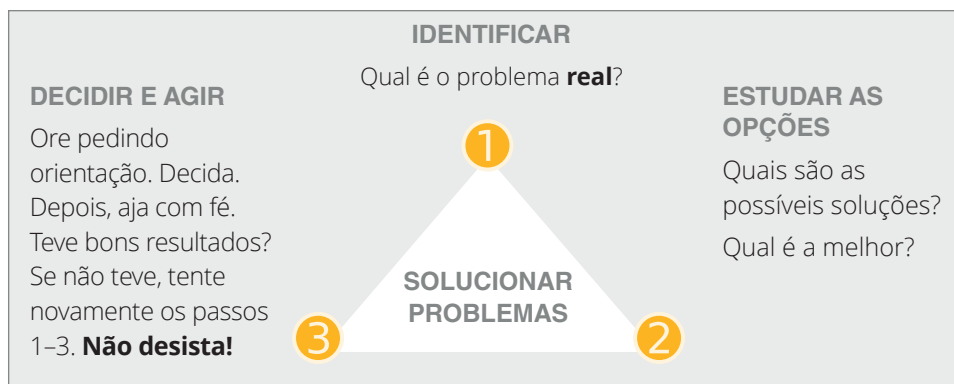 IDENTIFICAR
Qual é o problema real?
1
ESTUDAR AS
OPÇÕES
Quais são as
possíveis soluções?
Qual é a melhor?
2
DECIDIR E AGIR
Ore pedindo
orientação. Decida.
Depois, aja com fé.
Teve bons resultados?
Se não teve, tente
novamente os passos
1–3. Não desista!
3
SOLUCIONAR
PROBLEMAS